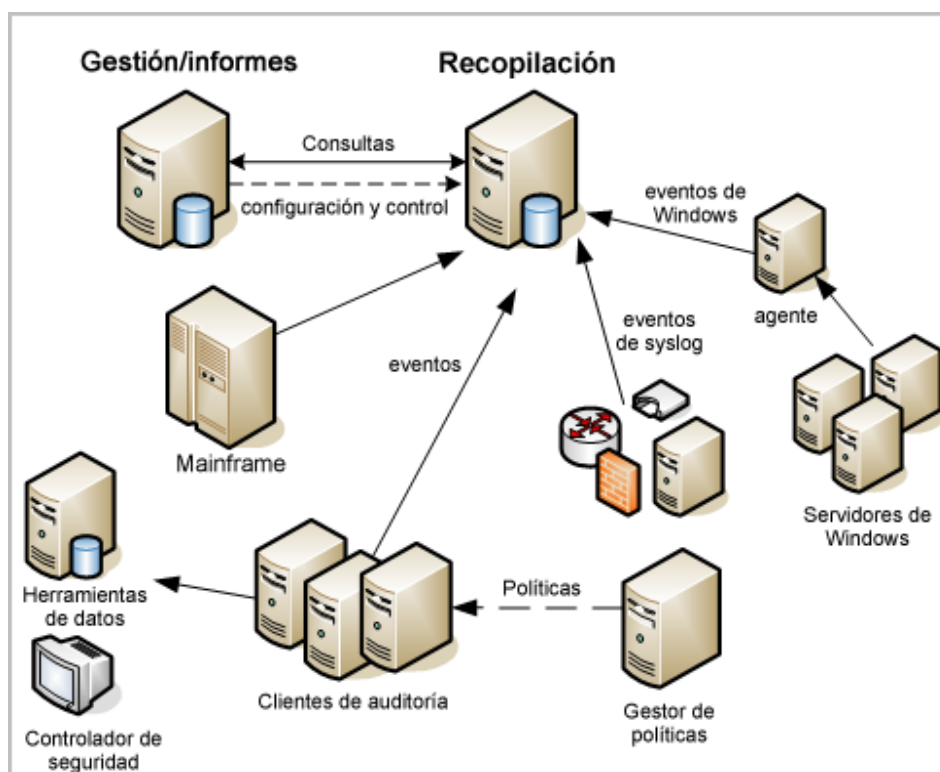 Gestión/informes
Recopilación
Consultas
configuración y control
eventos de
Windows
agente
eventos
de syslog
eventos
Mainframe
Servidores de
Windows
Herramientas
de datos
Políticas
Clientes de auditoría
Gestor de
políticas
Controlador de
seguridad